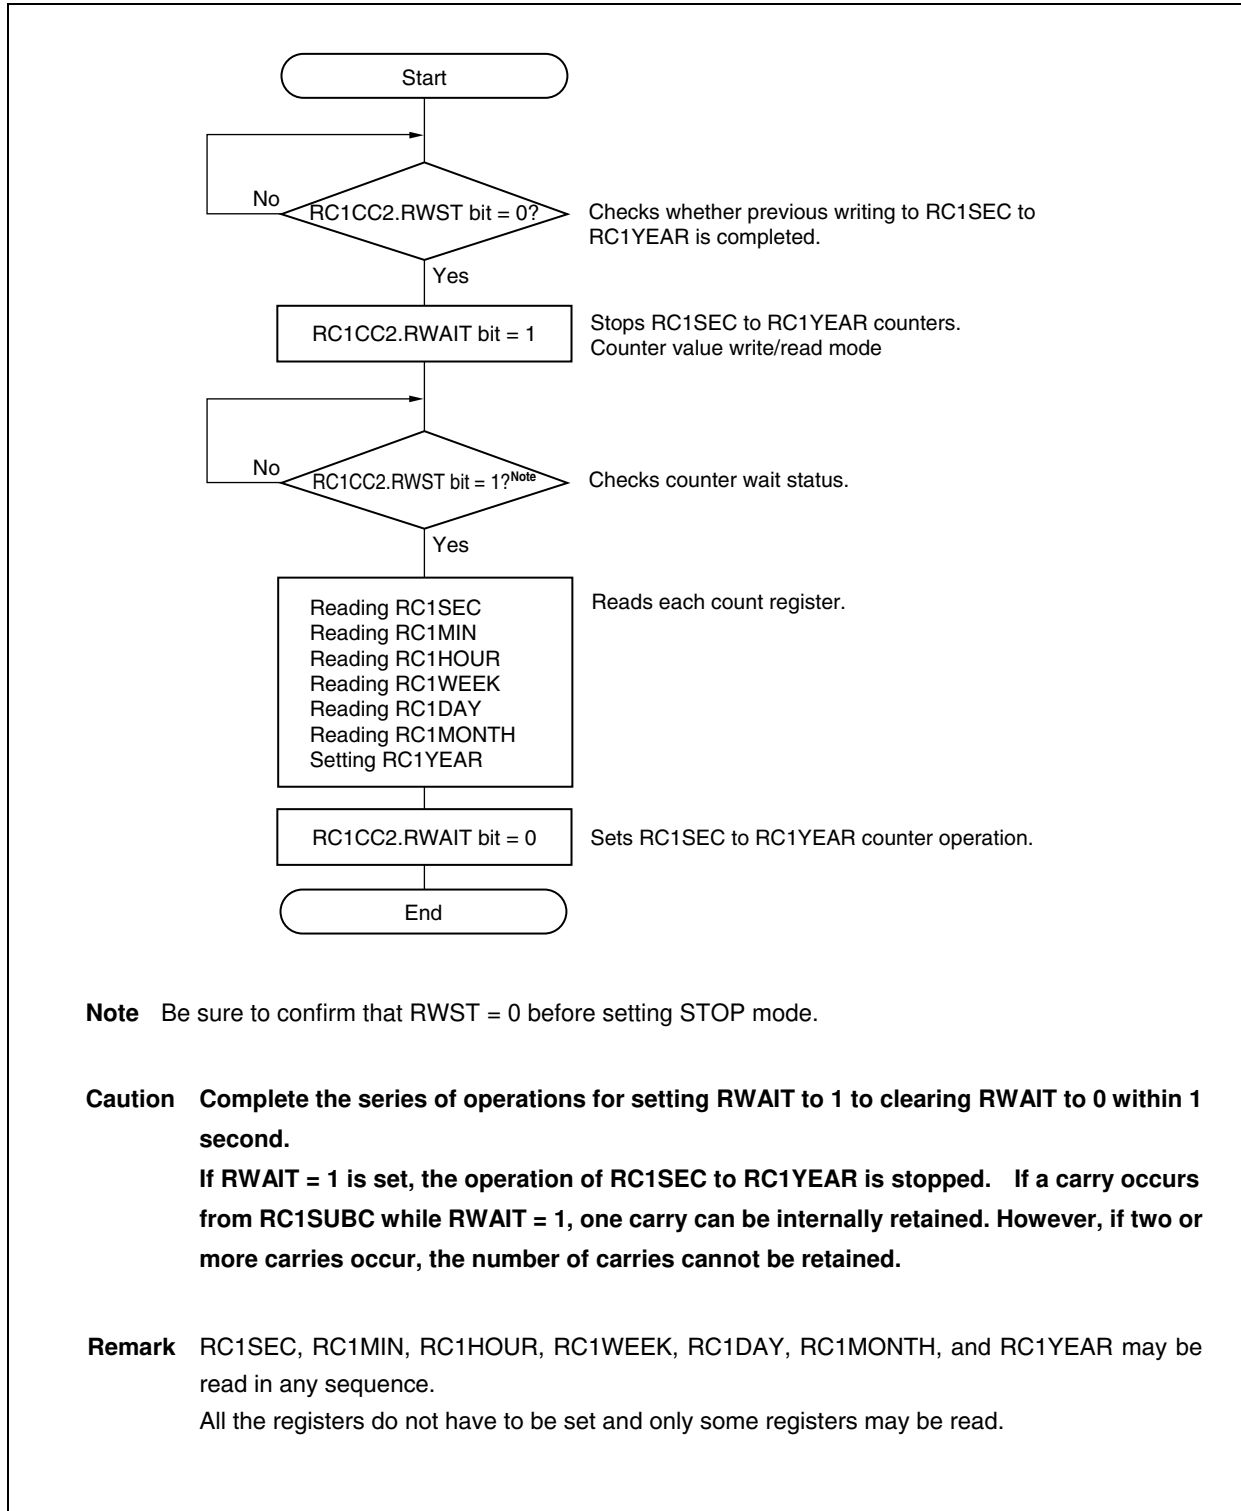 Start
No
RC1CC2.RWST bit = 0?
Checks whether previous writing to RC1SEC to
RC1YEAR is completed.
Yes
RC1CC2.RWAIT bit = 1
Stops RC1SEC to RC1YEAR counters.
Counter value write/read mode
No
RC1CC2.RWST bit = 1?Note
Checks counter wait status.
Yes
Reading RC1SEC
Reading RC1MIN
Reading RC1HOUR
Reading RC1WEEK
Reading RC1DAY
Reading RC1MONTH
Setting RC1YEAR
Reads each count register.
RC1CC2.RWAIT bit = 0
Sets RC1SEC to RC1YEAR counter operation.
End
Note Be sure to confirm that RWST = 0 before setting STOP mode.
Caution Complete the series of operations for setting RWAIT to 1 to clearing RWAIT to 0 within 1
second.
If RWAIT = 1 is set, the operation of RC1SEC to RC1YEAR is stopped. If a carry occurs
from RC1SUBC while RWAIT = 1, one carry can be internally retained. However, if two or
more carries occur, the number of carries cannot be retained.
Remark RC1SEC, RC1MIN, RC1HOUR, RC1WEEK, RC1DAY, RC1MONTH, and RC1YEAR may be
read in any sequence.
All the registers do not have to be set and only some registers may be read.